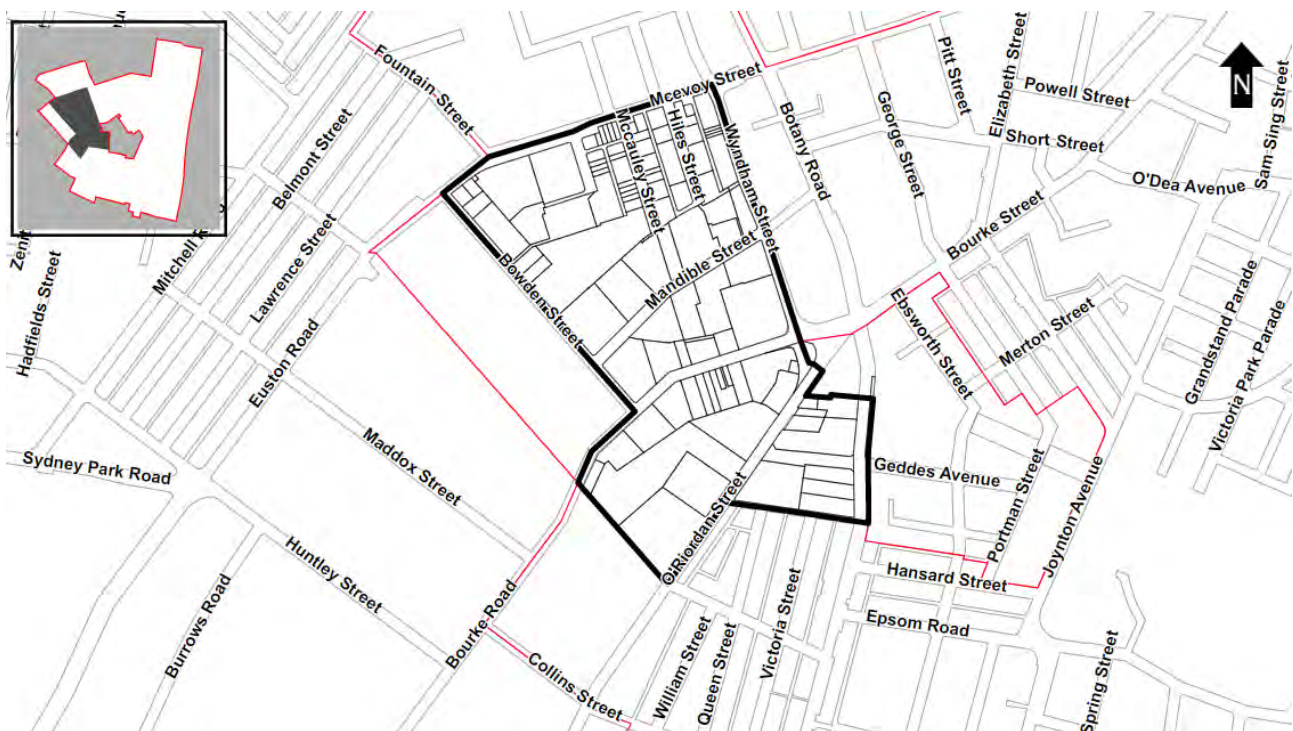 Fountain Street
Mcevoy Street
Pitt Street
Elizabeth Street
Powell Street
N
Sam Sing Street
Mccauley Street
Hiles Street
Wyndham Street
Botany Road
George Street
Short Street
O'Dea Avenue
Belmont Street
Bourke Street
Zenit
Mitchell R
Lawrence Street
Bowden Street
Mandible Street
Ebsworth Street
Merton Street
Grandstand Parade
Victoria Park Parade
Hadfields Street
Euston Road
Sydney Park Road
Maddox Street
Geddes Avenue
O'Riordan Street
Portman Street
Joynton Avenue
Huntley Street
Hansard Street
Burrows Road
Bourke Road
Victoria Street
Epsom Road
Collins Street
William Street
Queen Street
Spring Street